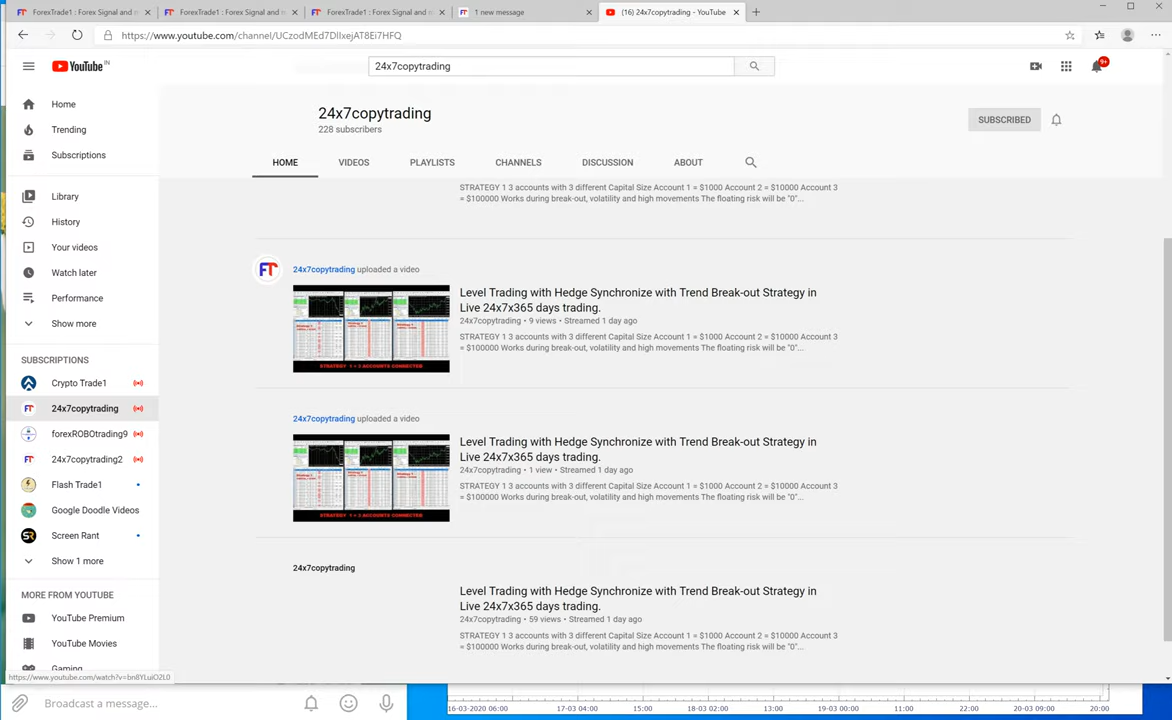 ForexTrade1 : Forex Signal and n
ForexTrade1 : Forex Signal and n
ForexTrade1 : Forex Signal and n
1 new message
(16) 24x7copytrading - YouTube
https://www.youtube.com/channel/UCzodMEd7DIIxejAT8Ei7HFQ
YouTube IN
24x7copytrading
9+
Home
Trending
Subscriptions
Library
History
Your videos
Watch later
Performance
Show more
SUBSCRIPTIONS
Crypto Trade1
24x7copytrading
forexROBOtrading9
24x7copytrading2
Flash Trade1
Google Doodle Videos
Screen Rant
Show 1 more
MORE FROM YOUTUBE
YouTube Premium
YouTube Movies
Gaming
https://www.youtube.com/watch?v=bn8YLuiO2L0
24x7copytrading
228 subscribers
SUBSCRIBED
HOME VIDEOS PLAYLISTS CHANNELS DISCUSSION ABOUT
STRATEGY 1 3 accounts with 3 different Capital Size Account 1 = $1000 Account 2 = $10000 Account 3
= $100000 Works during break-out, volatility and high movements The floating risk will be "0"...
FT
24x7copytrading uploaded a video
STRATEGY 1 = 3 ACCOUNTS CONNECTED
Level Trading with Hedge Synchronize with Trend Break-out Strategy in
Live 24x7x365 days trading.
24x7copytrading • 9 views • Streamed 1 day ago
STRATEGY 1 3 accounts with 3 different Capital Size Account 1 = $1000 Account 2 = $10000 Account 3
= $100000 Works during break-out, volatility and high movements The floating risk will be "0"...
24x7copytrading uploaded a video
STRATEGY 1 = 3 ACCOUNTS CONNECTED
Level Trading with Hedge Synchronize with Trend Break-out Strategy in
Live 24x7x365 days trading.
24x7copytrading • 1 view • Streamed 1 day ago
STRATEGY 1 3 accounts with 3 different Capital Size Account 1 = $1000 Account 2 = $10000 Account 3
= $100000 Works during break-out, volatility and high movements The floating risk will be "0"...
24x7copytrading
Level Trading with Hedge Synchronize with Trend Break-out Strategy in
Live 24x7x365 days trading.
24x7copytrading • 59 views • Streamed 1 day ago
STRATEGY 1 3 accounts with 3 different Capital Size Account 1 = $1000 Account 2 = $10000 Account 3
= $100000 Works during break-out, volatility and high movements The floating risk will be "0"...
Broadcast a message...
16-03-2020 06:00 17-03 04:00 15:00 18-03 02:00 13:00 19-03 00:00 11:00 22:00 20-03 09:00 20:00